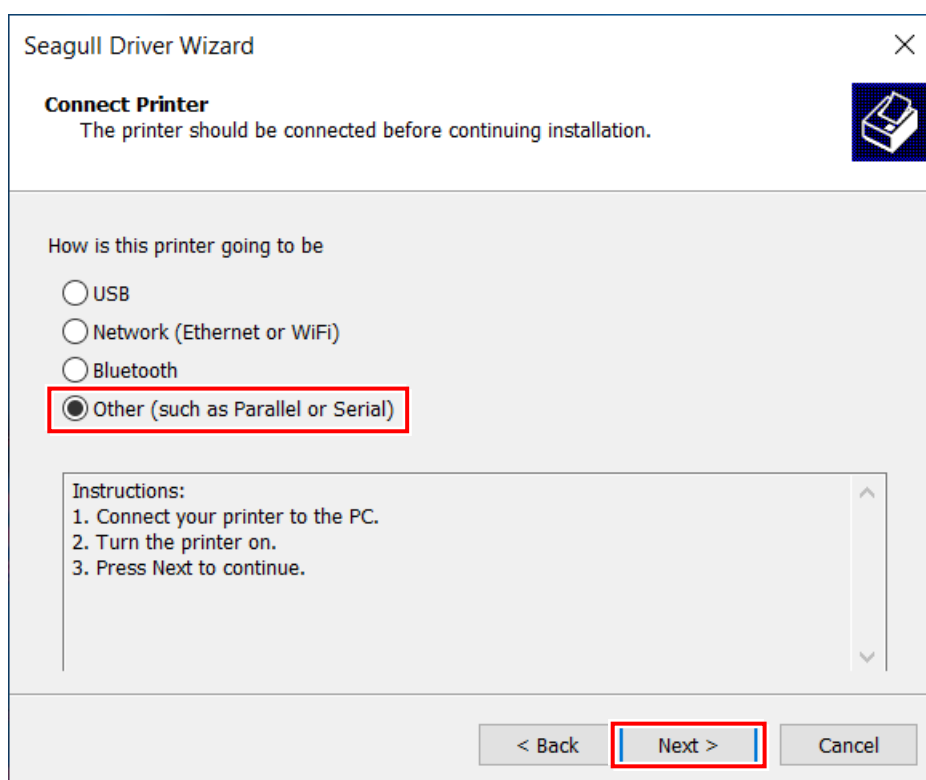 Seagull Driver Wizard
Connect Printer
The printer should be connected before continuing installation.
How is this printer going to be
USB
Network (Ethernet or WiFi)
Bluetooth
Other (such as Parallel or Serial)
Instructions:
1. Connect your printer to the PC.
2. Turn the printer on.
3. Press Next to continue.
< Back Next > Cancel